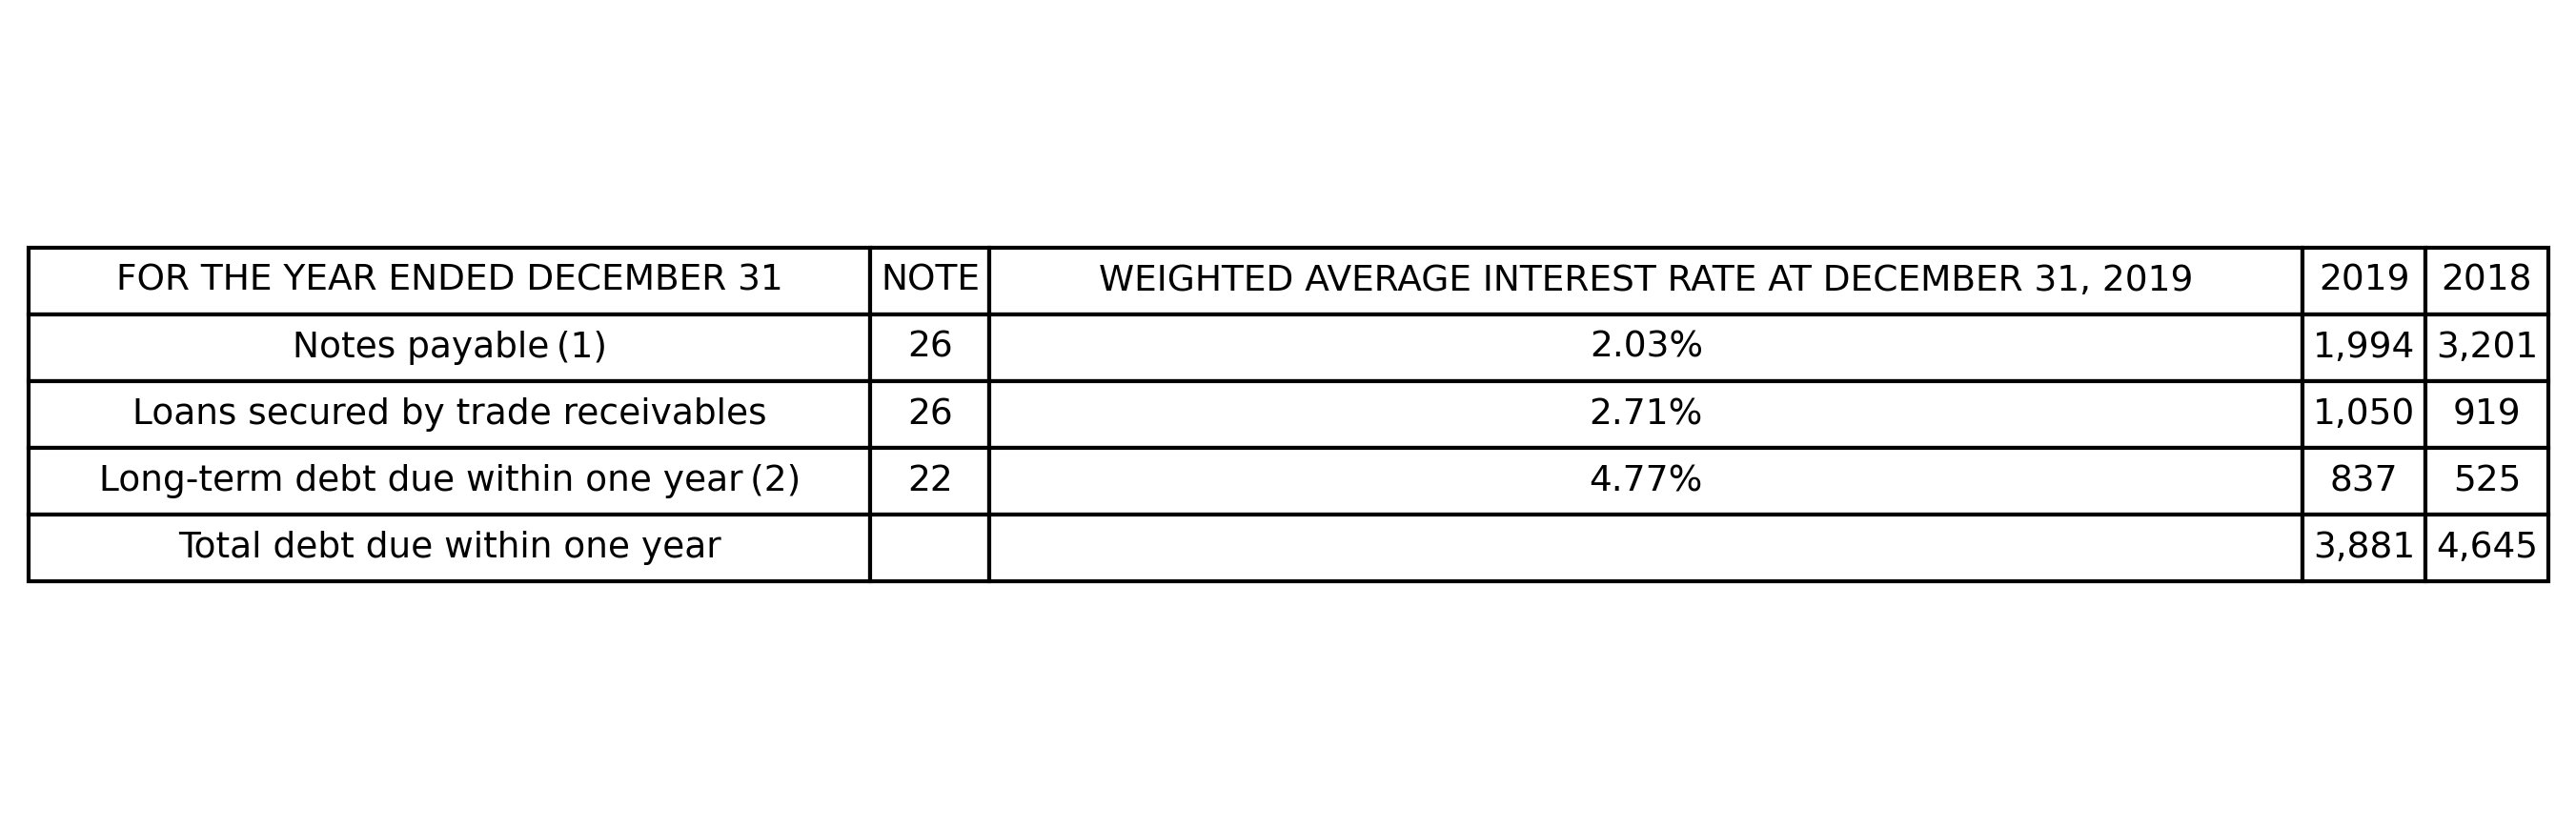 FOR THE YEAR ENDED DECEMBER 31 NOTE WEIGHTED AVERAGE INTEREST RATE AT DECEMBER 31, 2019 2019 2018
Notes payable (1) 26 2.03% 1,994 3,201
Loans secured by trade receivables 26 2.71% 1,050 919
Long-term debt due within one year (2) 22 4.77% 837 525
Total debt due within one year 3,881 4,645